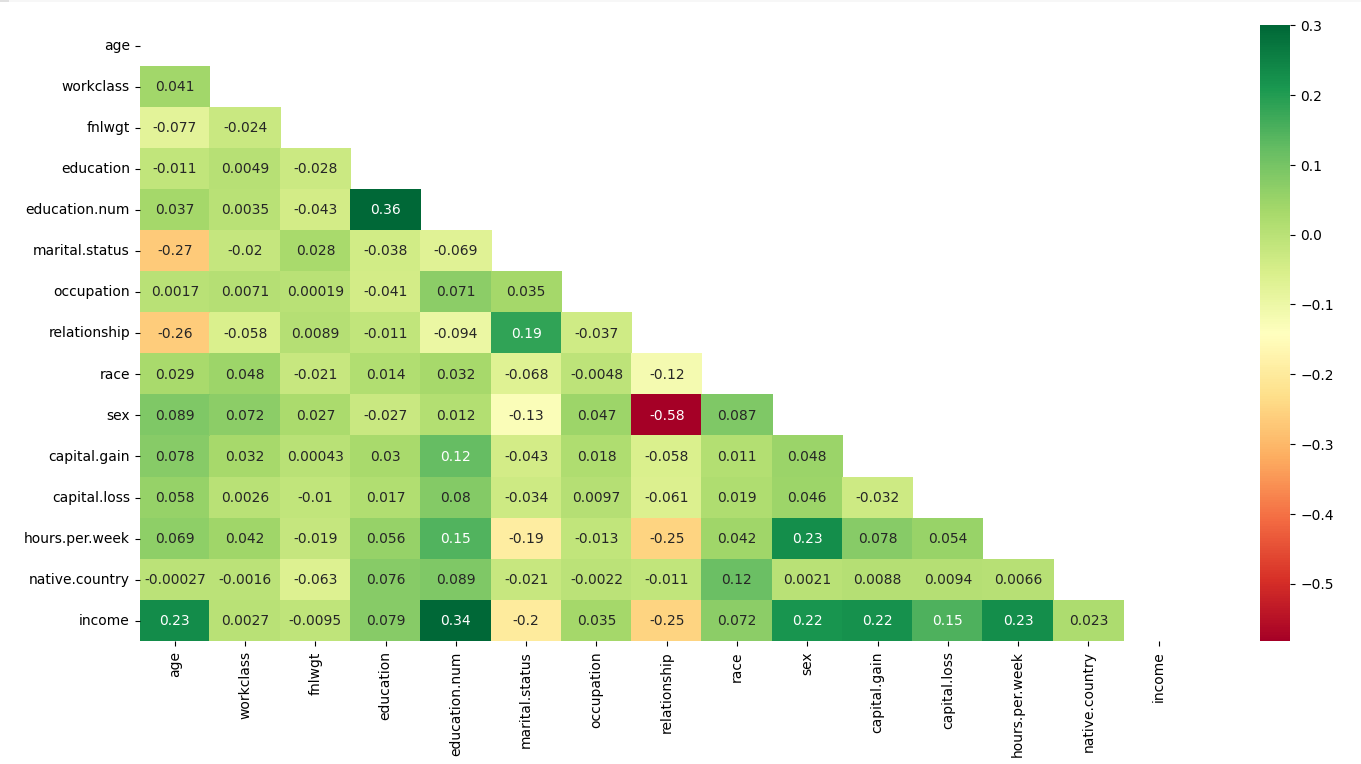 age
workclass 0.041
fnlwgt -0.077 -0.024
education -0.011 0.0049 -0.028
education.num 0.037 0.0035 -0.043 0.36
marital.status -0.27 -0.02 0.028 -0.038 -0.069
occupation 0.0017 0.0071 0.00019 -0.041 0.071 0.035
relationship -0.26 -0.058 0.0089 -0.011 -0.094 0.19 -0.037
race 0.029 0.048 -0.021 0.014 0.032 -0.068 -0.0048 -0.12
sex 0.089 0.072 0.027 -0.027 0.012 -0.13 0.047 -0.58 0.087
capital.gain 0.078 0.032 0.00043 0.03 0.12 -0.043 0.018 -0.058 0.011 0.048
capital.loss 0.058 0.0026 -0.01 0.017 0.08 -0.034 0.0097 -0.061 0.019 0.046 -0.032
hours.per.week 0.069 0.042 -0.019 0.056 0.15 -0.19 -0.013 -0.25 0.042 0.23 0.078 0.054
native.country -0.00027 -0.0016 -0.063 0.076 0.089 -0.021 -0.0022 -0.011 0.12 0.0021 0.0088 0.0094 0.0066
income 0.23 0.0027 -0.0095 0.079 0.34 -0.2 0.035 -0.25 0.072 0.22 0.22 0.15 0.23 0.023
age
workclass
fnlwgt
education
education.num
marital.status
occupation
relationship
race
sex
capital.gain
capital.loss
hours.per.week
native.country
income
0.3
0.2
0.1
0.0
−0.1
−0.2
−0.3
−0.4
−0.5